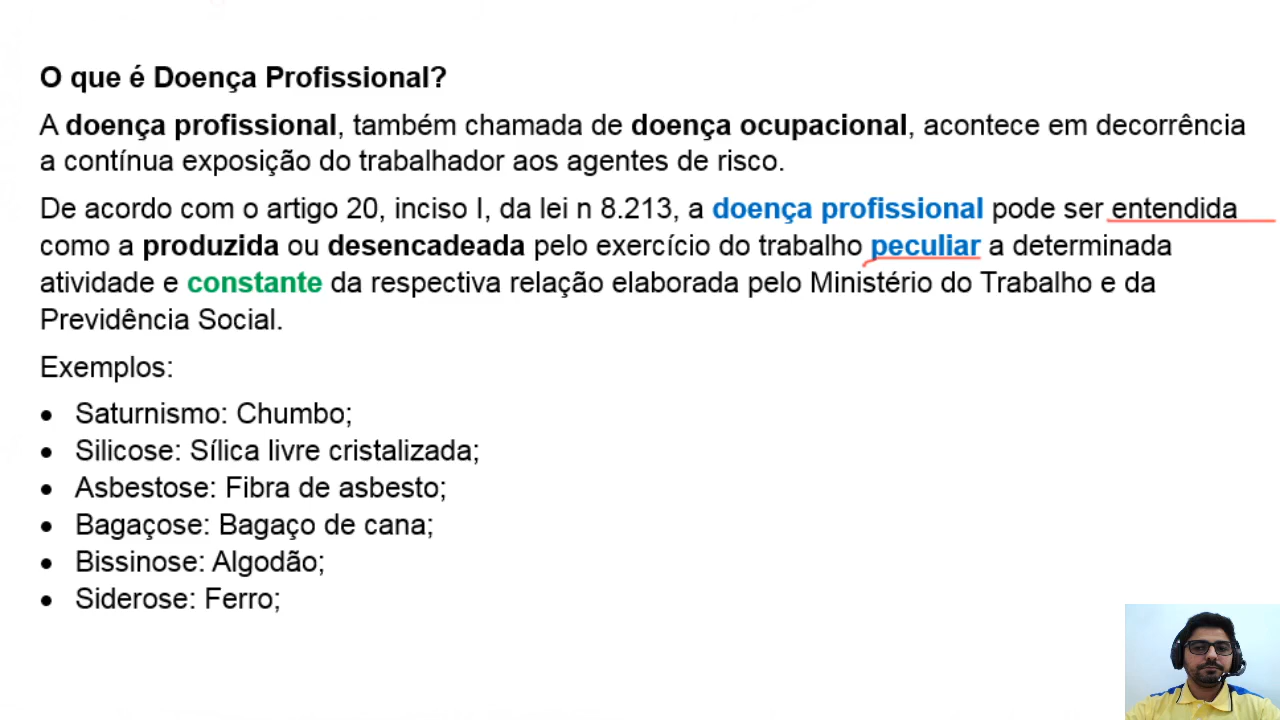 O que é Doença Profissional?
A doença profissional, também chamada de doença ocupacional, acontece em decorrência
a contínua exposição do trabalhador aos agentes de risco.
De acordo com o artigo 20, inciso I, da lei n 8.213, a doença profissional pode ser entendida
como a produzida ou desencadeada pelo exercício do trabalho peculiar a determinada
atividade e constante da respectiva relação elaborada pelo Ministério do Trabalho e da
Previdência Social.
Exemplos:
• Saturnismo: Chumbo;
• Silicose: Sílica livre cristalizada;
• Asbestose: Fibra de asbesto;
• Bagaçose: Bagaço de cana;
• Bissinose: Algodão;
• Siderose: Ferro;